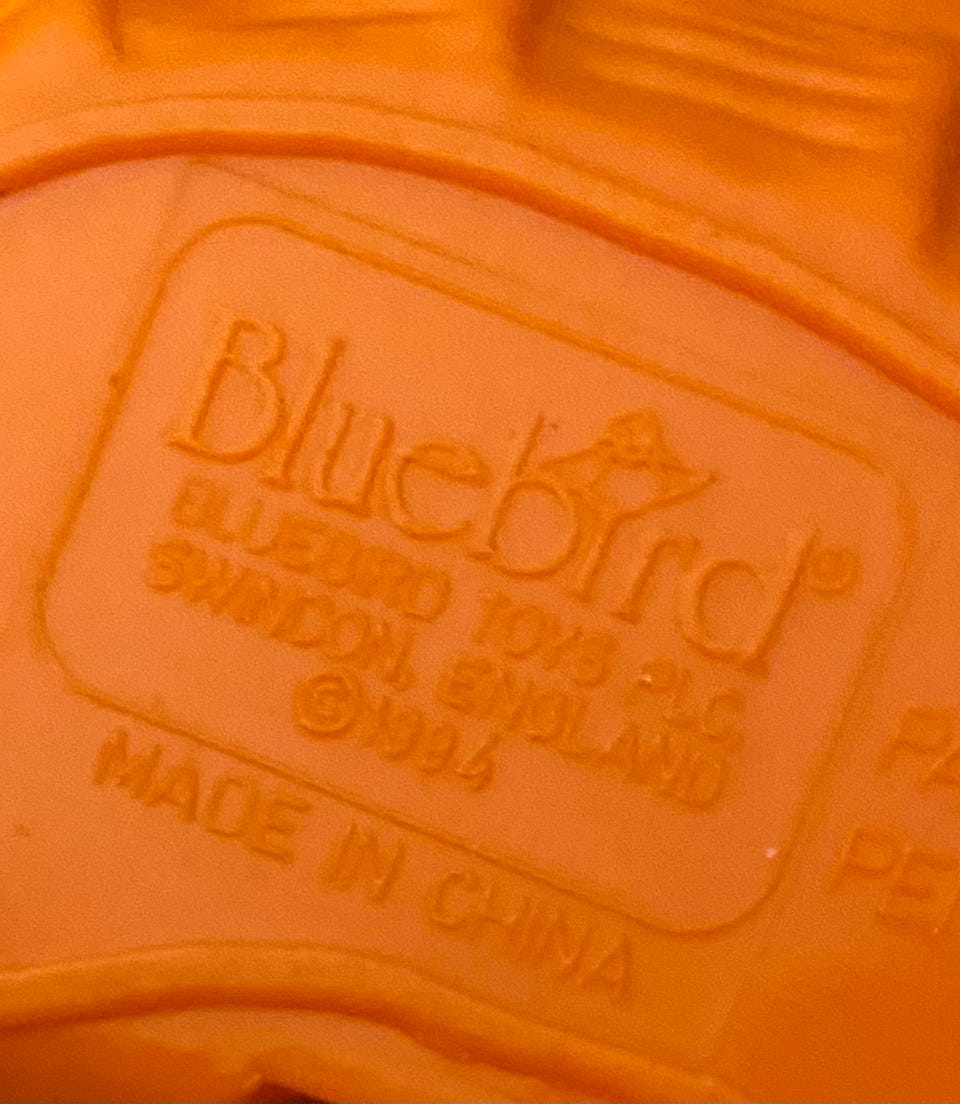 Bluebird®
BLUEBIRD TOYS PLC
SWINDON, ENGLAND
©1994
MADE IN CHINA